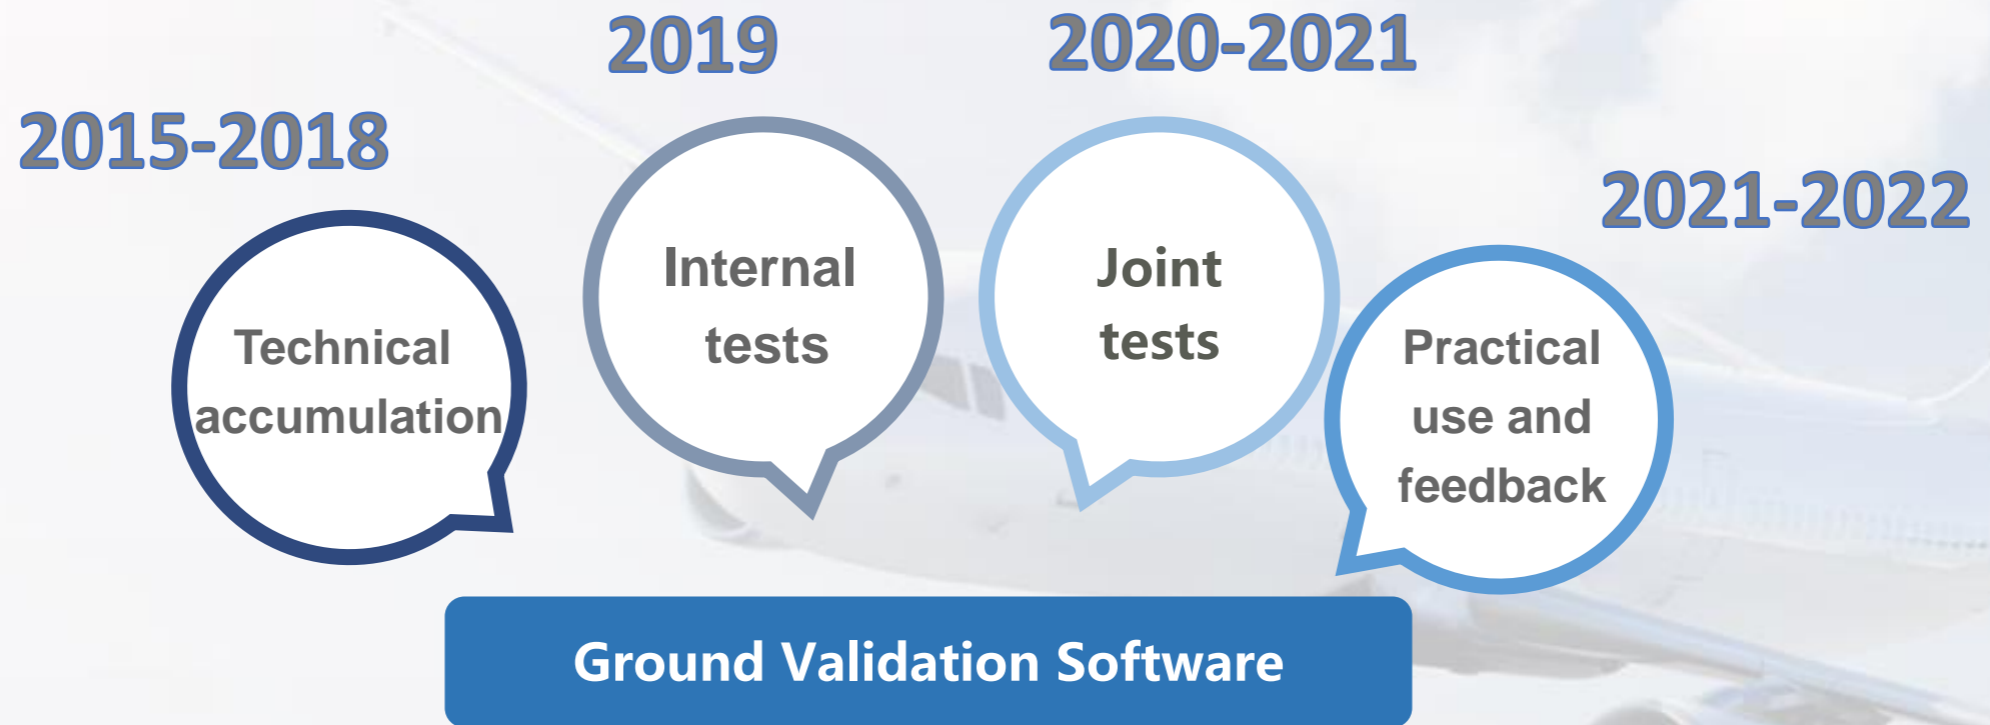 2015-2018
Technical
accumulation
2019
Internal
tests
2020-2021
Joint
tests
2021-2022
Practical
use and
feedback
Ground Validation Software